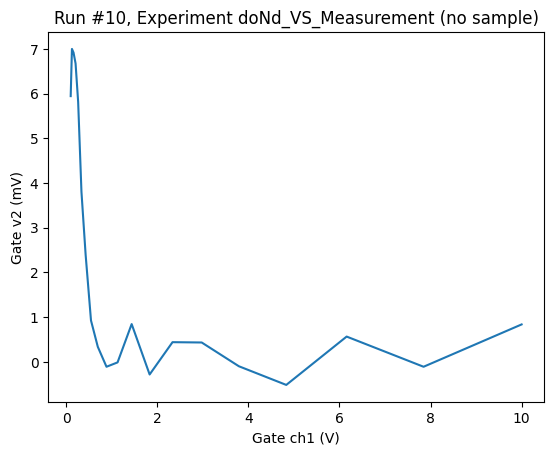 Run #10, Experiment doNd_VS_Measurement (no sample)
7
6
5
4
3
2
1
0
Gate v2 (mV)
0 2 4 6 8 10
Gate ch1 (V)